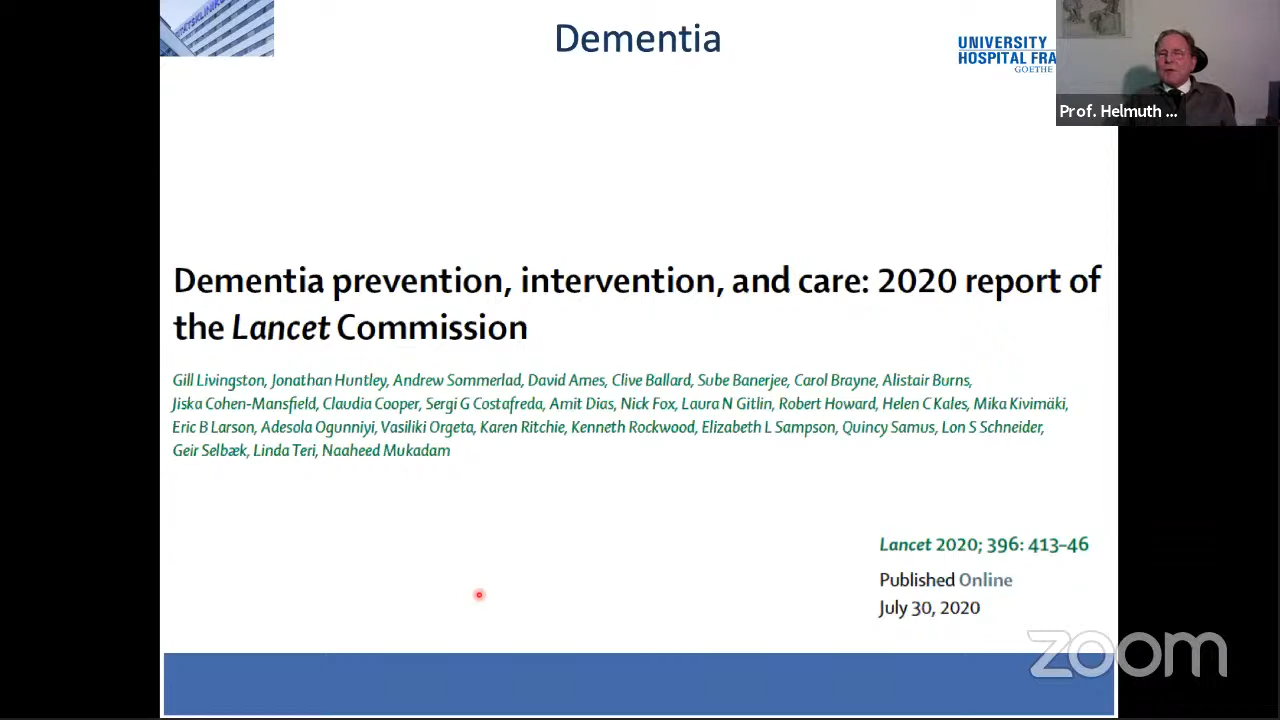 Dementia
UNIVERSITY
HOSPITAL FRA
GOETHE
Prof. Helmuth ...
Dementia prevention, intervention, and care: 2020 report of
the Lancet Commission
Gill Livingston, Jonathan Huntley, Andrew Sommerlad, David Ames, Clive Ballard, Sube Banerjee, Carol Brayne, Alistair Burns,
Jiska Cohen-Mansfield, Claudia Cooper, Sergi G Costafreda, Amit Dias, Nick Fox, Laura N Gitlin, Robert Howard, Helen C Kales, Mika Kivimäki,
Eric B Larson, Adesola Ogunniyi, Vasiliki Orgeta, Karen Ritchie, Kenneth Rockwood, Elizabeth L Sampson, Quincy Samus, Lon S Schneider,
Geir Selbæk, Linda Teri, Naaheed Mukadam
Lancet 2020; 396: 413–46
Published Online
July 30, 2020
zoom